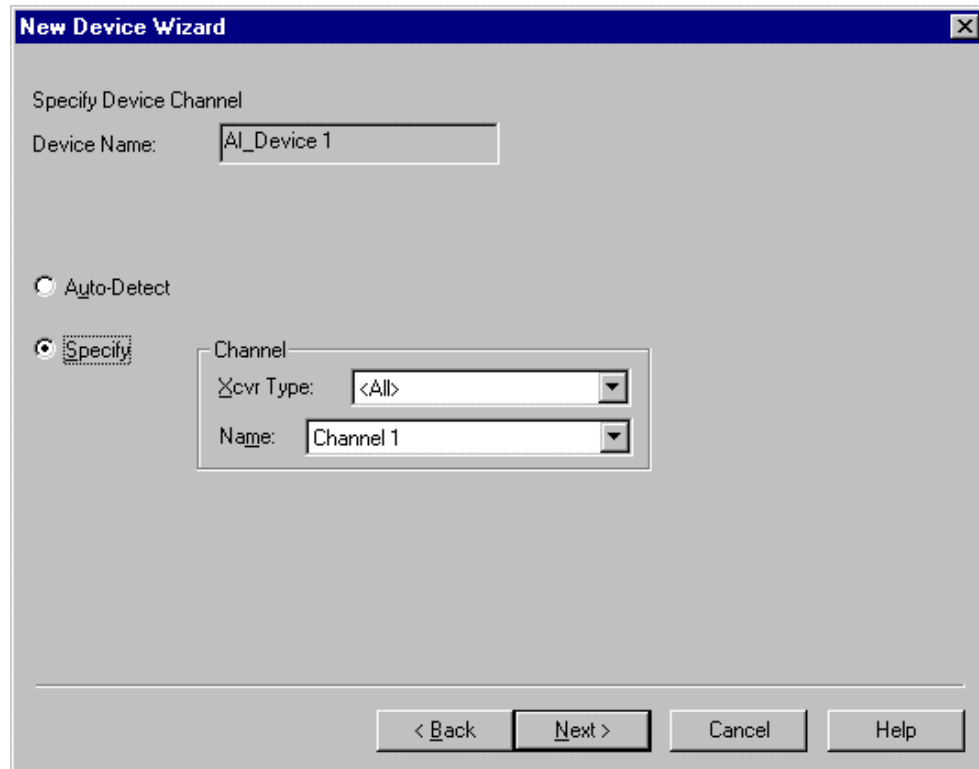 New Device Wizard
Specify Device Channel
Device Name: AI_Device 1
Auto-Detect
Specify
Channel
Xcvr Type: <All>
Name: Channel 1
< Back Next > Cancel Help